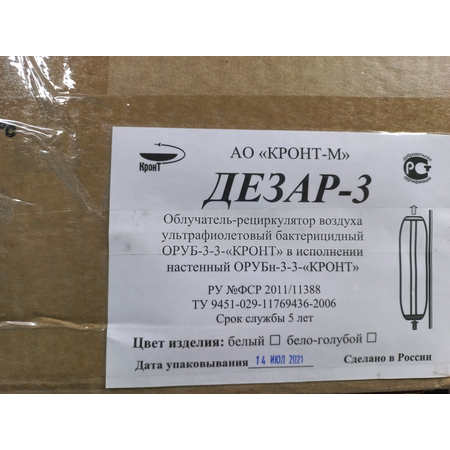 РС
КронТ
АО «КРОНТ-М»
ДЕЗАР-3
Облучатель-рециркулятор воздуха
ультрафиолетовый бактерицидный
ОРУБ-3-3-«КРОНТ» в исполнении
настенный ОРУБн-3-3-«КРОНТ»
РУ №ФСР 2011/11388
ТУ 9451-029-11769436-2006
Срок службы 5 лет
Цвет изделия: белый бело-голубой
Дата упаковывания 14 ИЮЛ 2021 Сделано в России